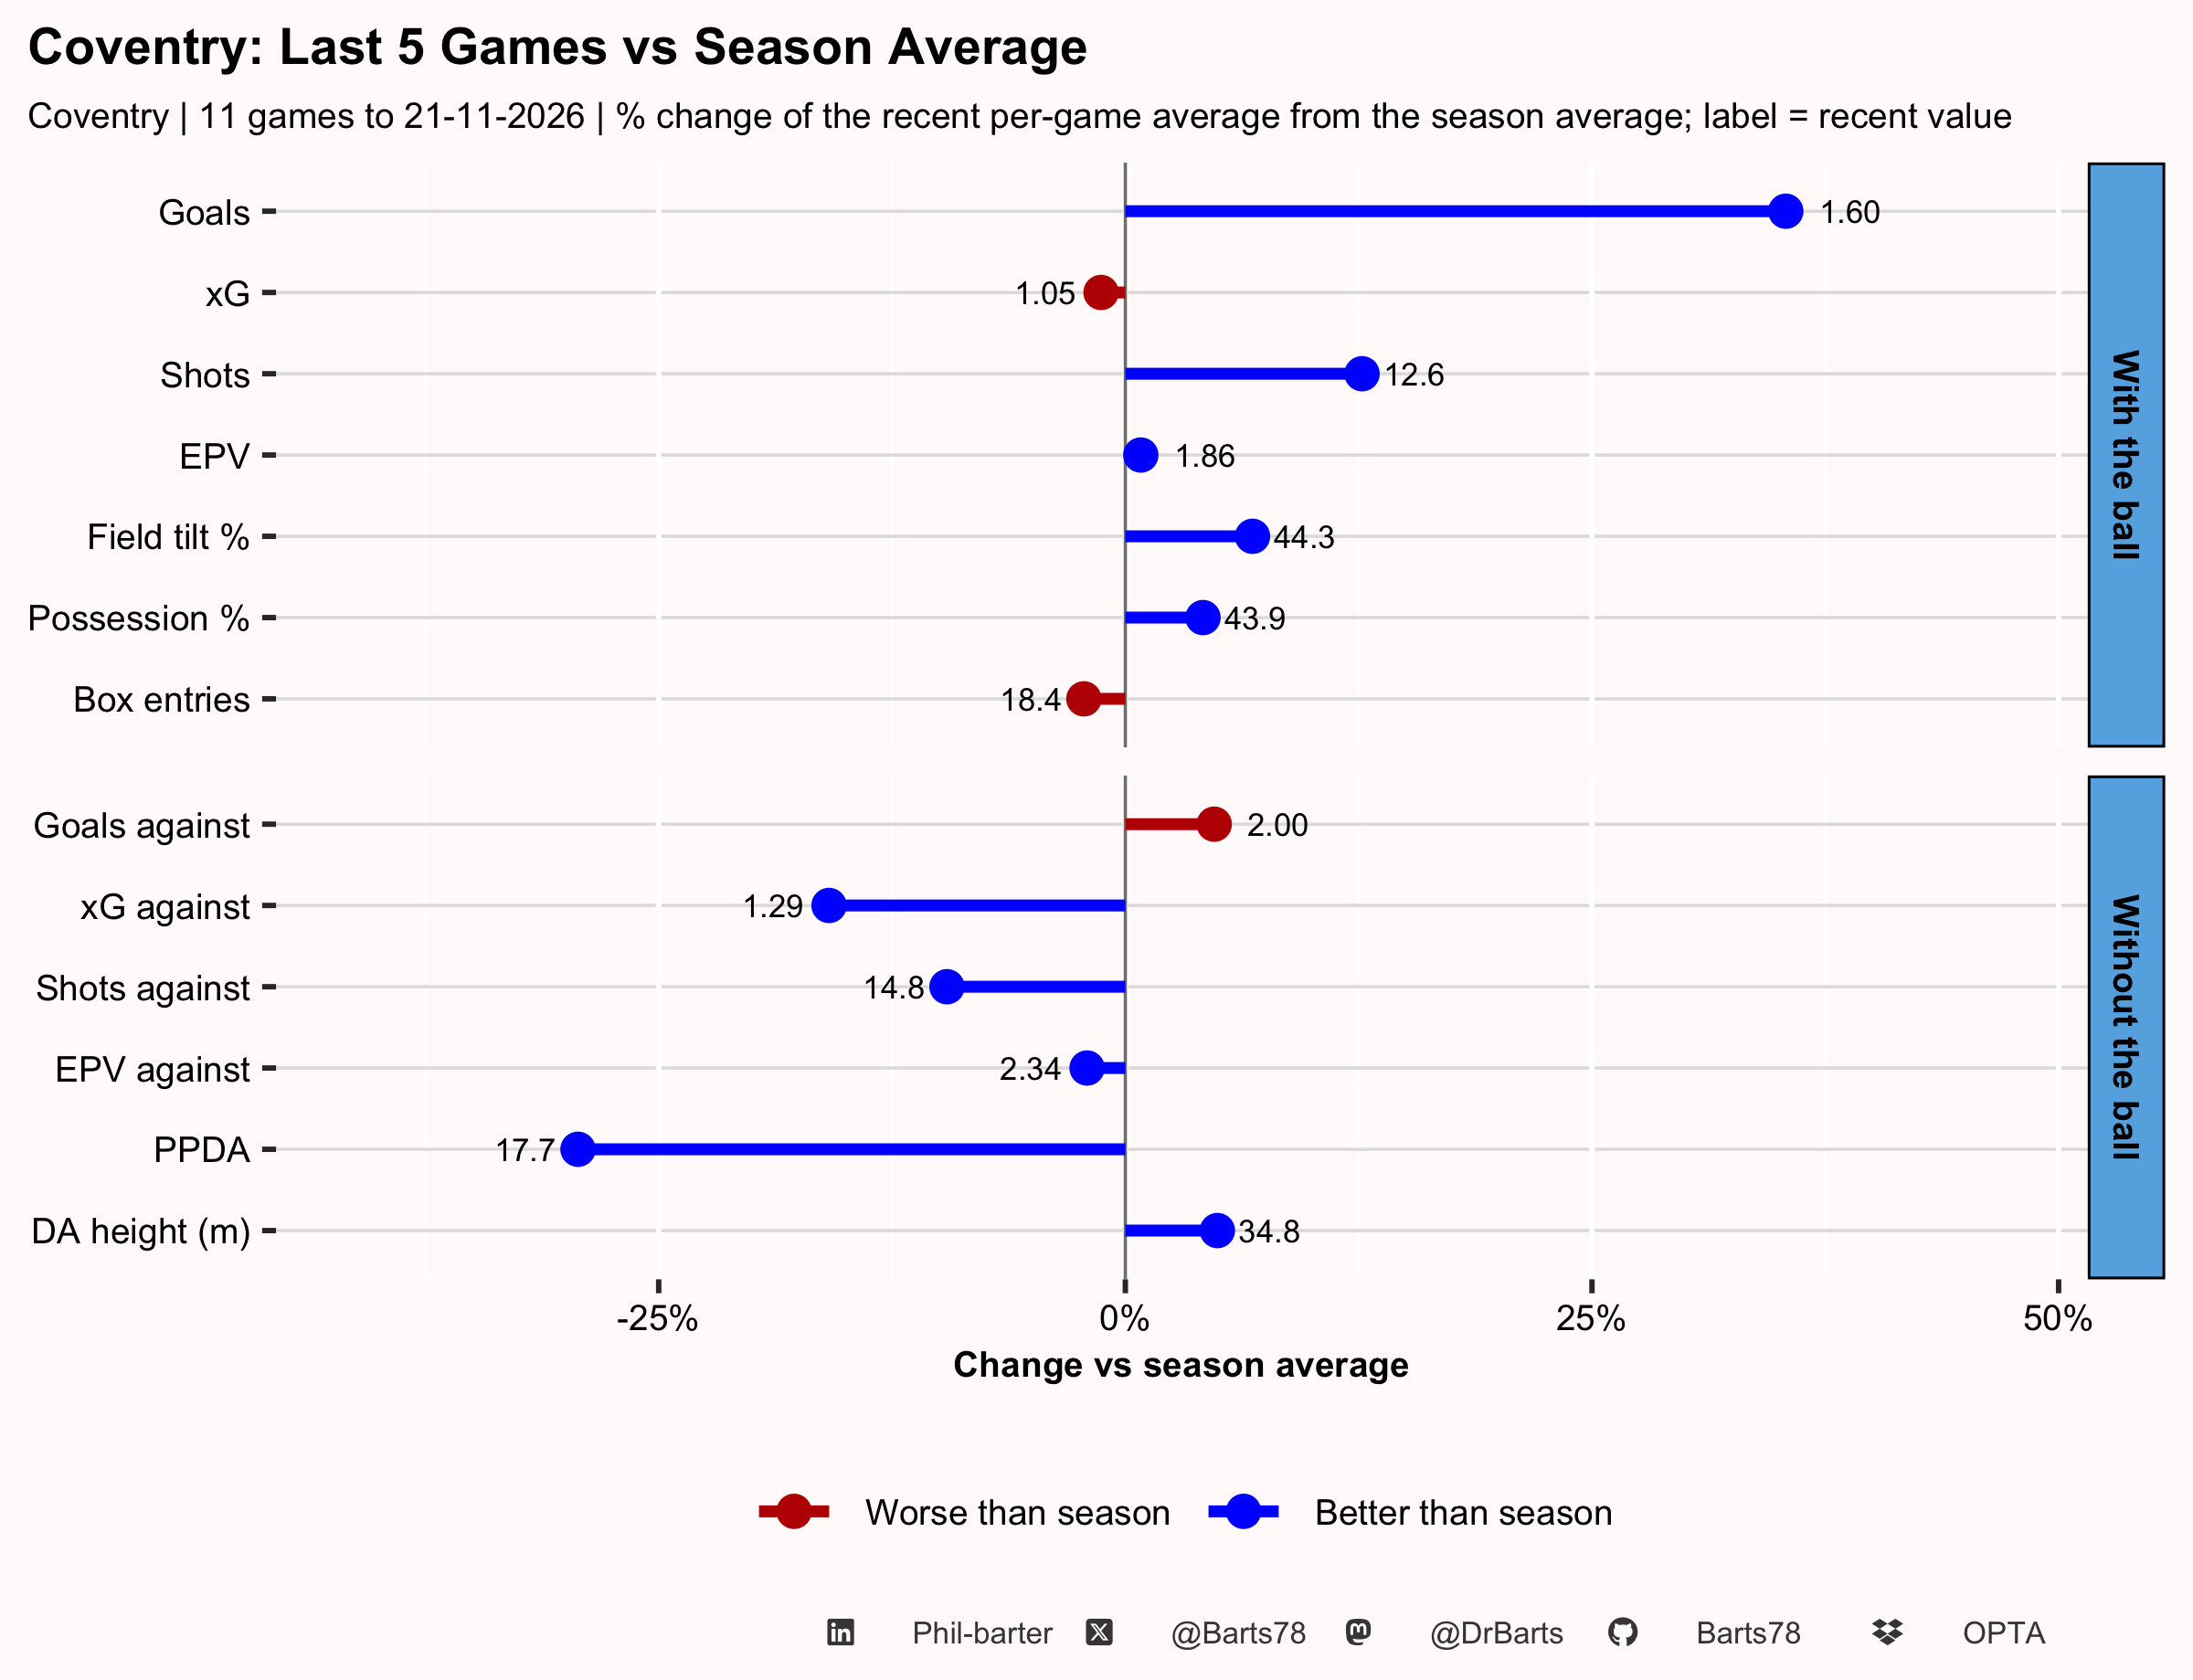 Coventry: Last 5 Games vs Season Average
Coventry | 11 games to 21-11-2026 | % change of the recent per-game average from the season average; label = recent value
With the ball
Goals 1.60
xG 1.05
Shots 12.6
EPV 1.86
Field tilt % 44.3
Possession % 43.9
Box entries 18.4
Without the ball
Goals against 2.00
xG against 1.29
Shots against 14.8
EPV against 2.34
PPDA 17.7
DA height (m) 34.8
-25% 0% 25% 50%
Change vs season average
Worse than season Better than season
Phil-barter @Barts78 @DrBarts Barts78 OPTA